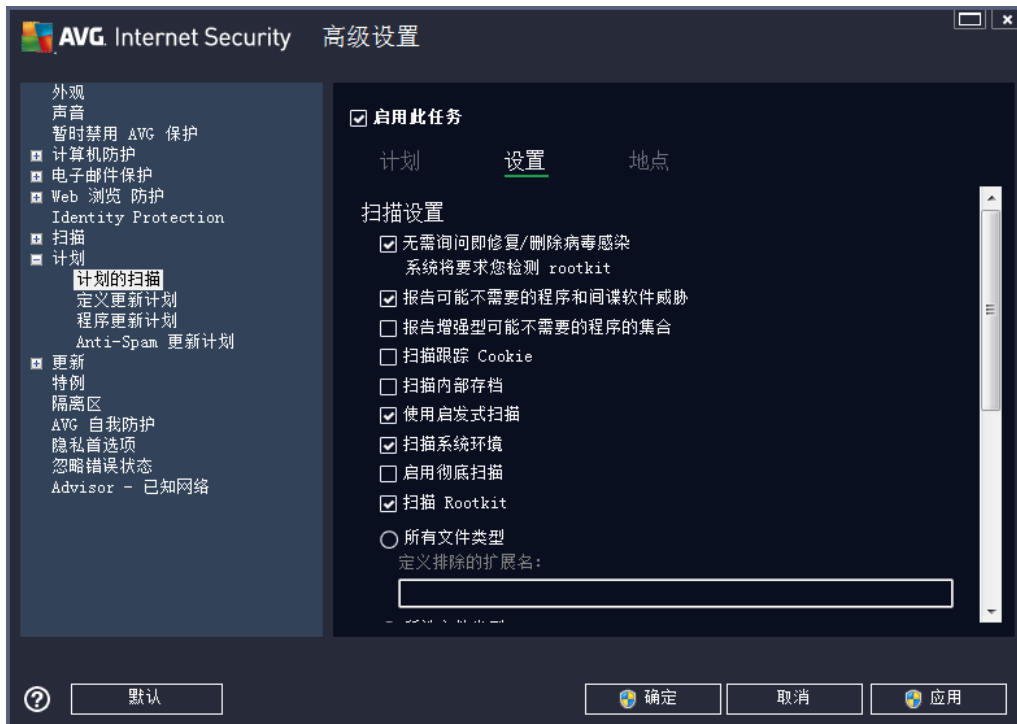 AVG. Internet Security 高级设置
外观
声音
暂时禁用 AVG 保护
计算机防护
电子邮件保护
Web 浏览 防护
Identity Protection
扫描
计划
计划的扫描
定义更新计划
程序更新计划
Anti-Spam 更新计划
更新
特例
隔离区
AVG 自我防护
隐私首选项
忽略错误状态
Advisor - 已知网络
启用此任务
计划 设置 地点
扫描设置
无需询问即修复/删除病毒感染
系统将要求您检测 rootkit
报告可能不需要的程序和间谍软件威胁
报告增强型可能不需要的程序的集合
扫描跟踪 Cookie
扫描内部存档
使用启发式扫描
扫描系统环境
启用彻底扫描
扫描 Rootkit
所有文件类型
定义排除的扩展名:
默认 确定 取消 应用